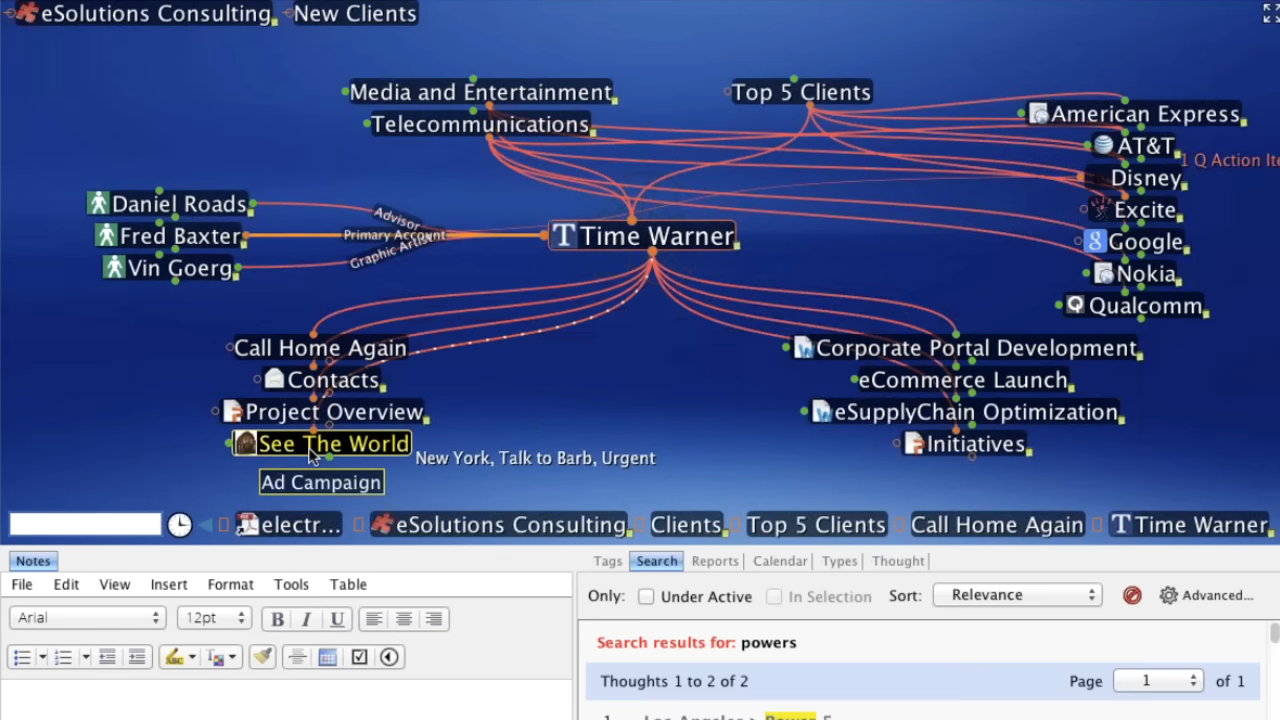 eSolutions Consulting
New Clients
Media and Entertainment
Top 5 Clients
Telecommunications
American Express
AT&T
1 Q Action Ite
Disney
Daniel Roads
Advisor
Excite
Fred Baxter
Primary Account
Time Warner
Google
Vin Goerg
Graphic Artist
Nokia
Qualcomm
Call Home Again
Corporate Portal Development
Contacts
eCommerce Launch
Project Overview
eSupplyChain Optimization
See The World
Initiatives
New York, Talk to Barb, Urgent
Ad Campaign
electr... eSolutions Consulting Clients Top 5 Clients Call Home Again Time Warner
Notes
Tags Search Reports Calendar Types Thought
File Edit View Insert Format Tools Table
Only: Under Active In Selection Sort: Relevance Advanced...
Arial 12pt B I U
Search results for: powers
Thoughts 1 to 2 of 2 Page 1 of 1